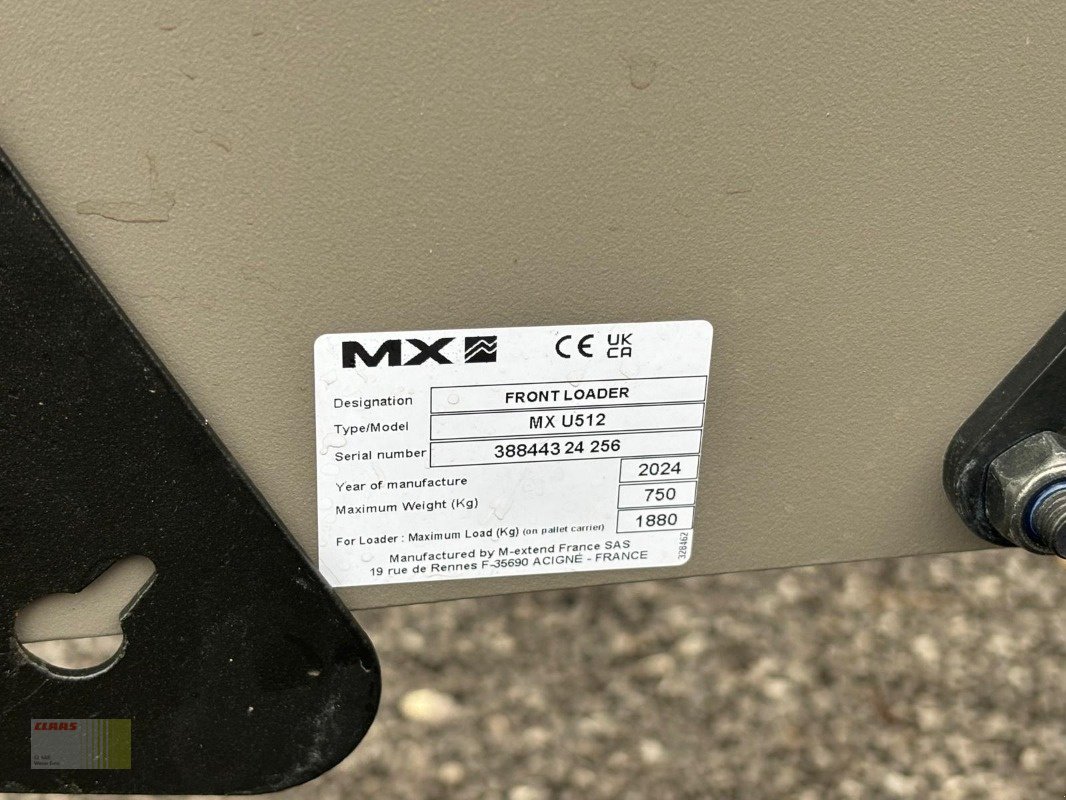 MX CE UK
CA
Designation FRONT LOADER
Type/Model MX U512
Serial number 388443 24 256
Year of manufacture 2024
Maximum Weight (Kg) 750
For Loader : Maximum Load (Kg) (on pallet carrier) 1880
Manufactured by M-extend France SAS
19 rue de Rennes F-35690 ACIGNÉ - FRANCE
328462
CLAAS